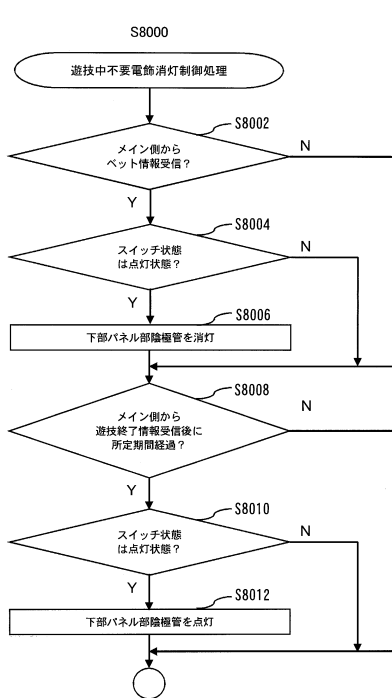 S8000
遊技中不要電飾消灯制御処理
S8002
メイン側から
ベット情報受信？
N
Y
S8004
スイッチ状態
は点灯状態？
N
Y
S8006
下部パネル部陰極管を消灯
S8008
メイン側から
遊技終了情報受信後に
所定期間経過？
N
Y
S8010
スイッチ状態
は点灯状態？
N
Y
S8012
下部パネル部陰極管を点灯